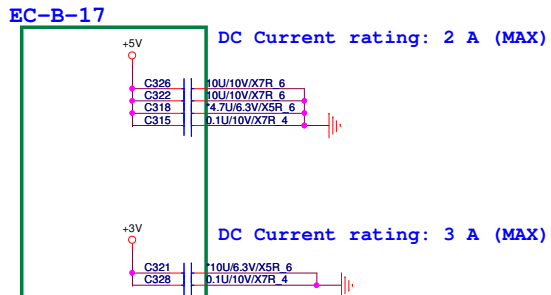 EC-B-17
+5V
DC Current rating: 2 A (MAX)
C326 10U/10V/X7R_6
C322 10U/10V/X7R_6
C318 *4.7U/6.3V/X5R_6
C315 0.1U/10V/X7R_4
+3V
DC Current rating: 3 A (MAX)
C321 *10U/6.3V/X5R_6
C328 0.1U/10V/X7R_4